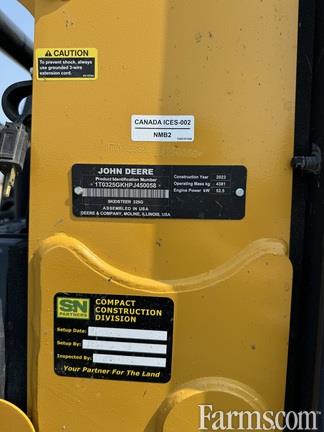 CAUTION
To prevent shock, always
use grounded 3-wire
extension cord.
CANADA ICES-002
NMB2
JOHN DEERE
Product Identification Number
1T0325GKHPJ450058
Construction Year 2023
Operating Mass kg 4381
Engine Power kW 52.5
SKIDSTEER 325G
ASSEMBLED IN USA
DEERE & COMPANY, MOLINE, ILLINOIS, USA
SN
PARTNERS
COMPACT
CONSTRUCTION
DIVISION
Setup Date:
Setup By:
Inspected By:
Your Partner For The Land
Farms.com